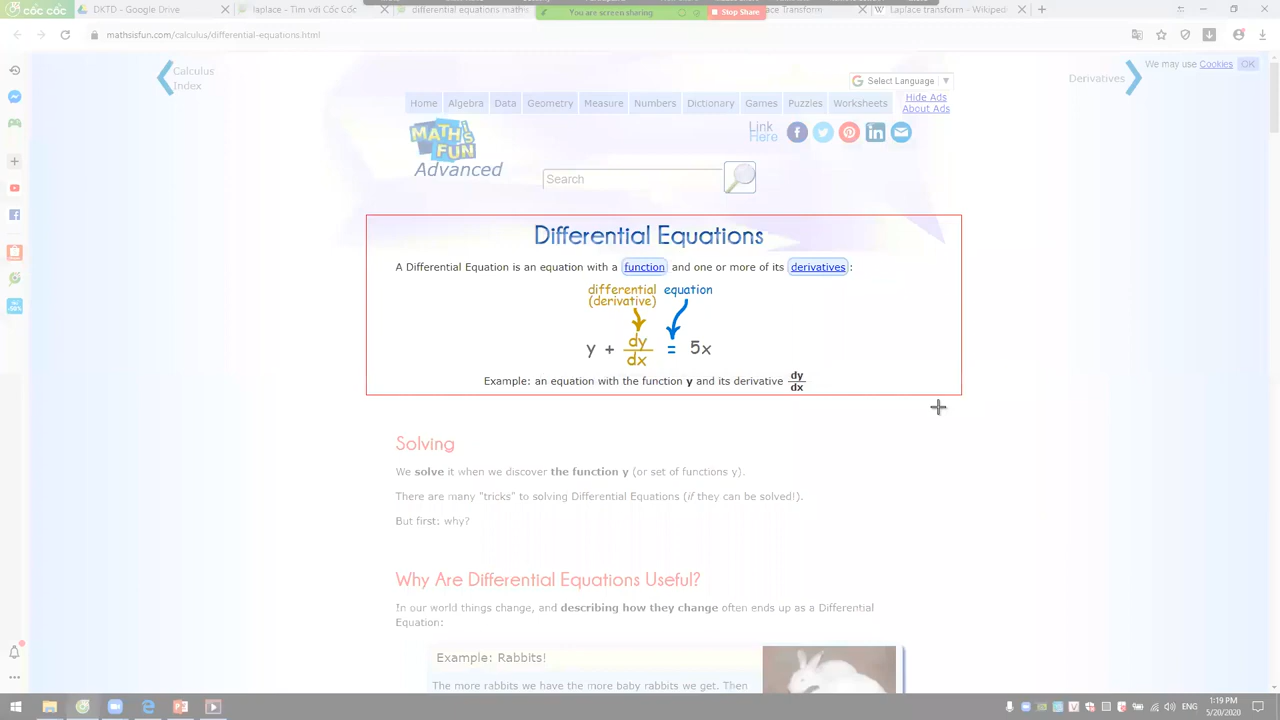 DKTD - Google
Differential equations maths
You are screen sharing
Stop Share
laplace - Tìm với Cốc Cốc
Laplace Transform
place Transform - Wikiped
mathsisfun.com/calculus/differential-equations.html
We may use Cookies OK
Calculus
Index
Derivatives
Select Language
Home Algebra Data Geometry Measure Numbers Dictionary Games Puzzles Worksheets
Hide Ads
About Ads
MATHS
FUN
Advanced
Link
Here
Search
Differential Equations
A Differential Equation is an equation with a function and one or more of its derivatives:
differential equation
(derivative)
y + dy/dx = 5x
Example: an equation with the function y and its derivative dy/dx
Solving
We solve it when we discover the function y (or set of functions y).
There are many "tricks" to solving Differential Equations (if they can be solved!).
But first: why?
Why Are Differential Equations Useful?
In our world things change, and describing how they change often ends up as a Differential
Equation:
Example: Rabbits!
The more rabbits we have the more baby rabbits we get. Then
-50%
ENG
1:19 PM
5/20/2020